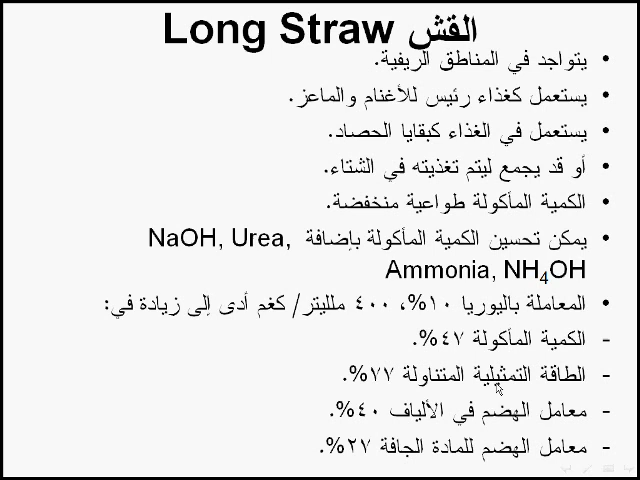 القش Long Straw
• يتواجد في المناطق الريفية.
• يستعمل كغذاء رئيس للأغنام والماعز.
• يستعمل في الغذاء كبقايا الحصاد.
• أو قد يجمع ليتم تغذيته في الشتاء.
• الكمية المأكولة طواعية منخفضة.
• يمكن تحسين الكمية المأكولة بإضافة NaOH, Urea,
Ammonia, NH4OH
• المعاملة باليوريا ١٠%، ٤٠٠ ملليتر/ كغم أدى إلى زيادة في:
- الكمية المأكولة ٤٧%.
- الطاقة التمثيلية المتناولة ٧٧%.
- معامل الهضم في الألياف ٤٠%.
- معامل الهضم للمادة الجافة ٢٧%.